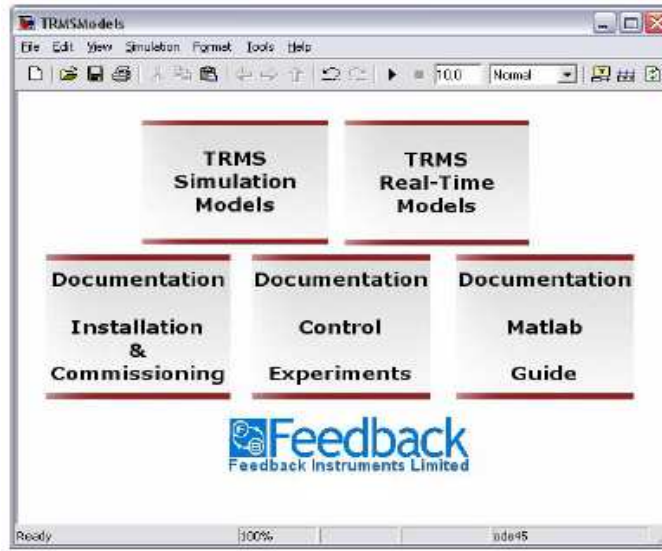 TRMSModels
File Edit View Simulation Format Tools Help
10.0 Normal
TRMS
Simulation
Models
TRMS
Real-Time
Models
Documentation
Installation
&
Commissioning
Documentation
Control
Experiments
Documentation
Matlab
Guide
Feedback
Feedback Instruments Limited
Ready 100% ode45